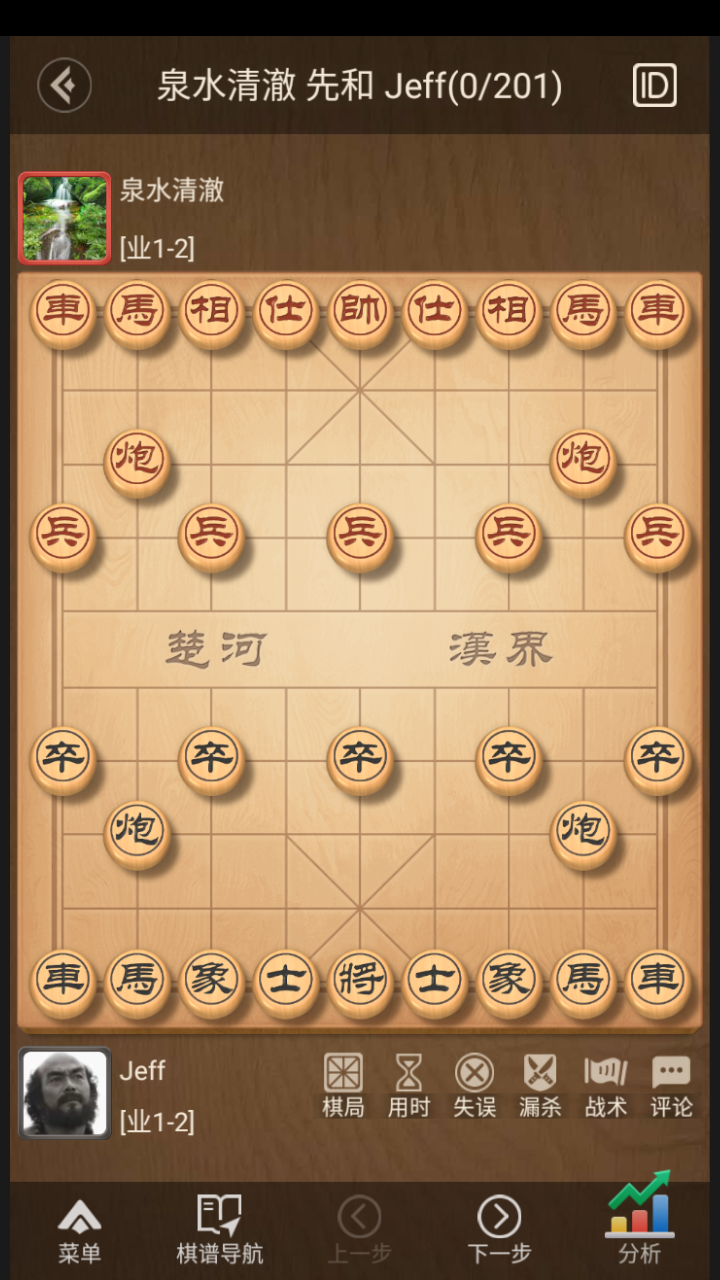 泉水清澈 先和 Jeff(0/201)
ID
泉水清澈
[业1-2]
車 馬 相 仕 帥 仕 相 馬 車
炮 炮
兵 兵 兵 兵 兵
楚河 漢界
卒 卒 卒 卒 卒
炮 炮
車 馬 象 士 將 士 象 馬 車
Jeff
[业1-2]
棋局 用时 失误 漏杀 战术 评论
菜单 棋谱导航 上一步 下一步 分析